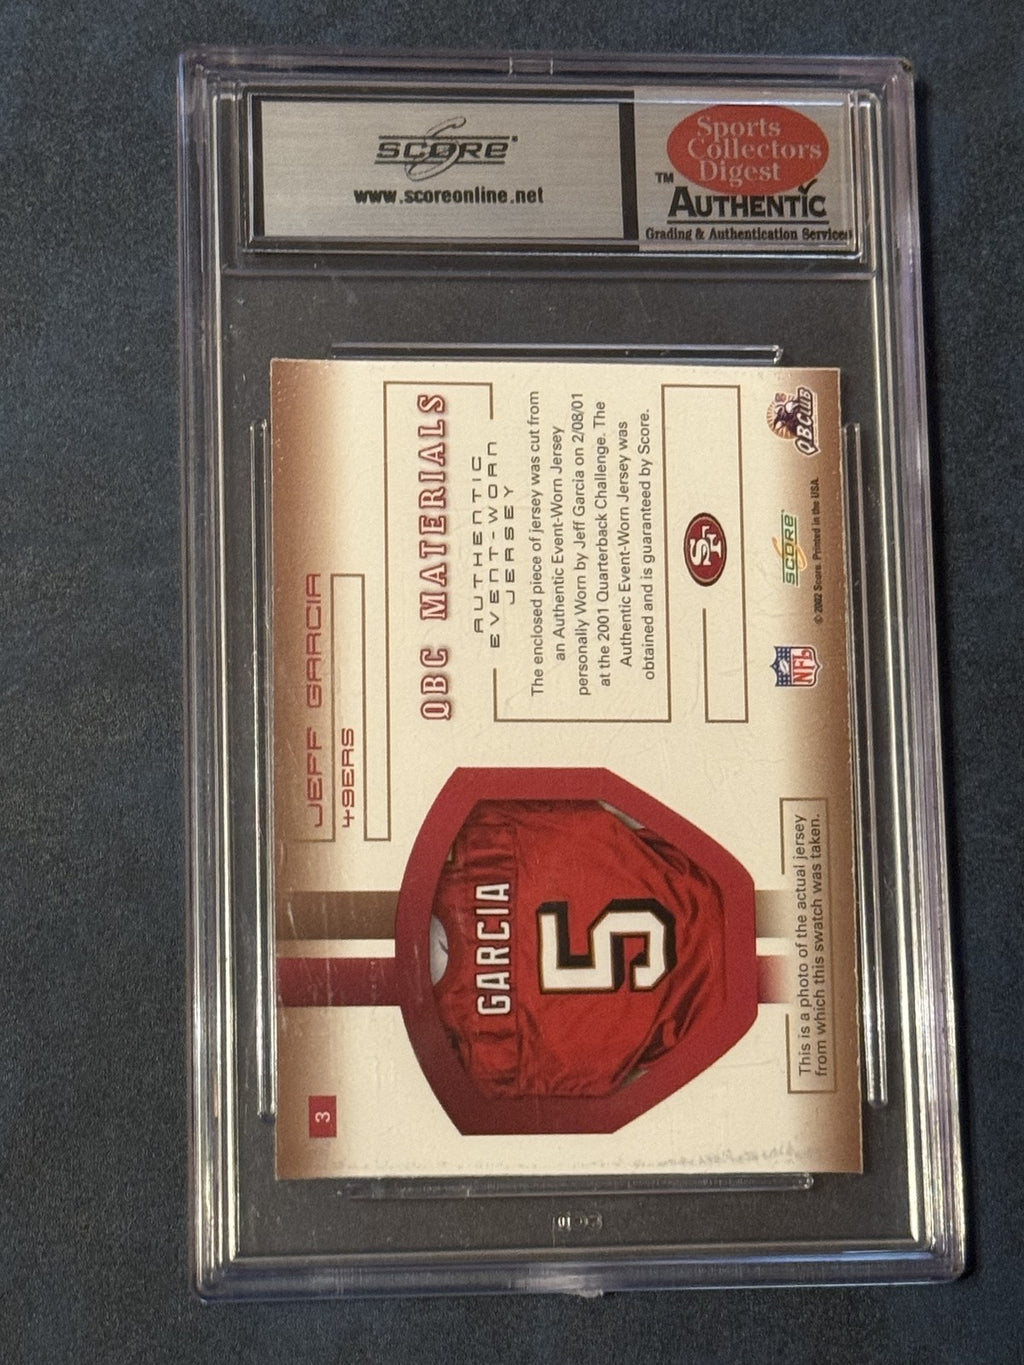 SCORE
www.scoreonline.net
Sports
Collectors
Digest
™
AUTHENTIC
Grading & Authentication Services
JEFF GARCIA
49ERS
QBC MATERIALS
AUTHENTIC
EVENT-WORN
JERSEY
The enclosed piece of jersey was cut from
an Authentic Event-Worn Jersey
personally Worn by Jeff Garcia on 2/08/01
at the 2001 Quarterback Challenge. The
Authentic Event-Worn Jersey was
obtained and is guaranteed by Score.
SF
3
GARCIA
5
This is a photo of the actual jersey
from which this swatch was taken.
NFL
SCORE
QBCLUB
© 2002 Score. Printed in the USA.